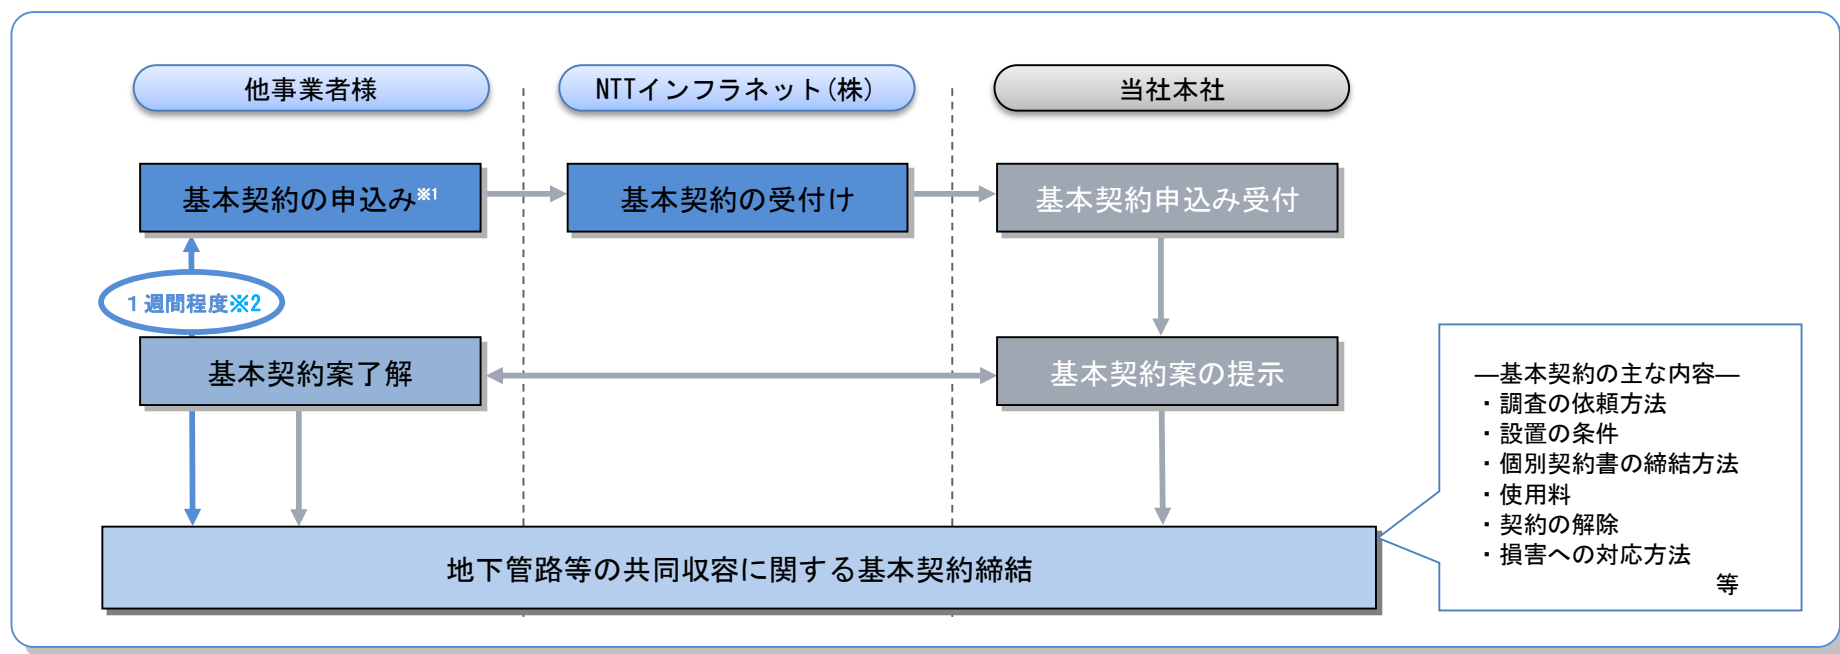 他事業者様
NTTインフラネット(株)
当社本社
基本契約の申込み※1
基本契約の受付け
基本契約申込み受付
1週間程度※2
基本契約案了解
基本契約案の提示
―基本契約の主な内容―
・調査の依頼方法
・設置の条件
・個別契約書の締結方法
・使用料
・契約の解除
・損害への対応方法
等
地下管路等の共同収容に関する基本契約締結